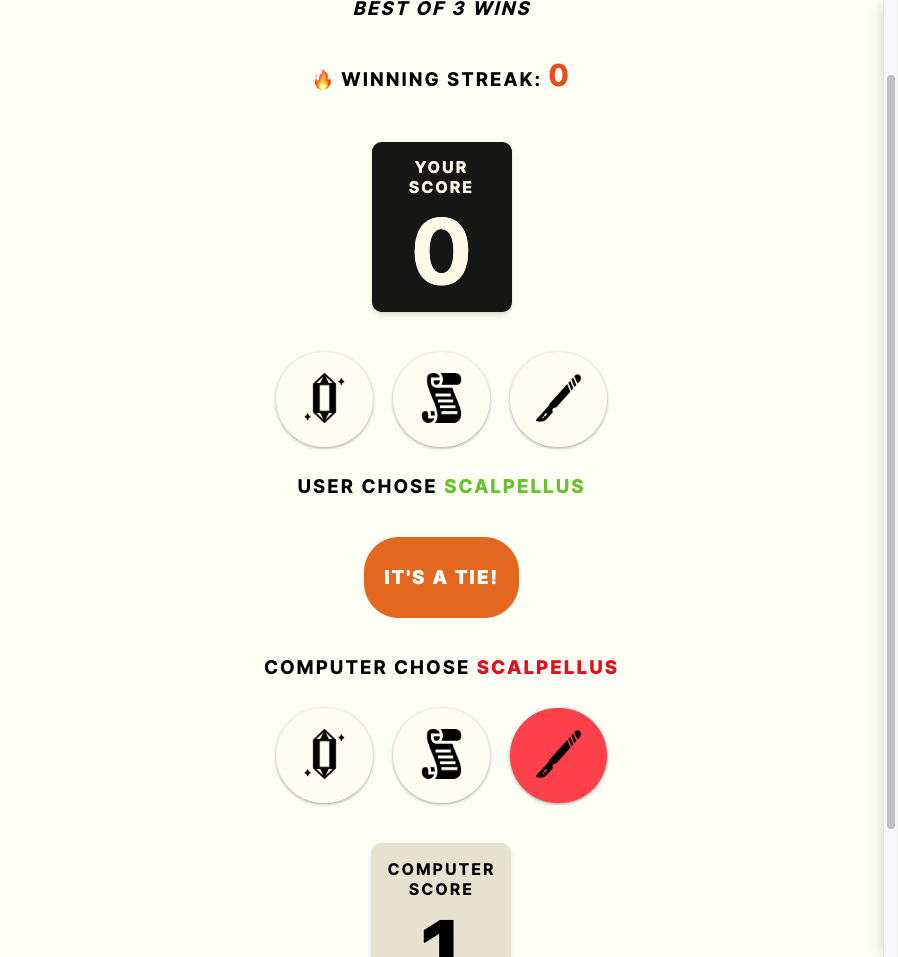 BEST OF 3 WINS
🔥 WINNING STREAK: 0
YOUR
SCORE
0
USER CHOSE SCALPELLUS
IT'S A TIE!
COMPUTER CHOSE SCALPELLUS
COMPUTER
SCORE
1